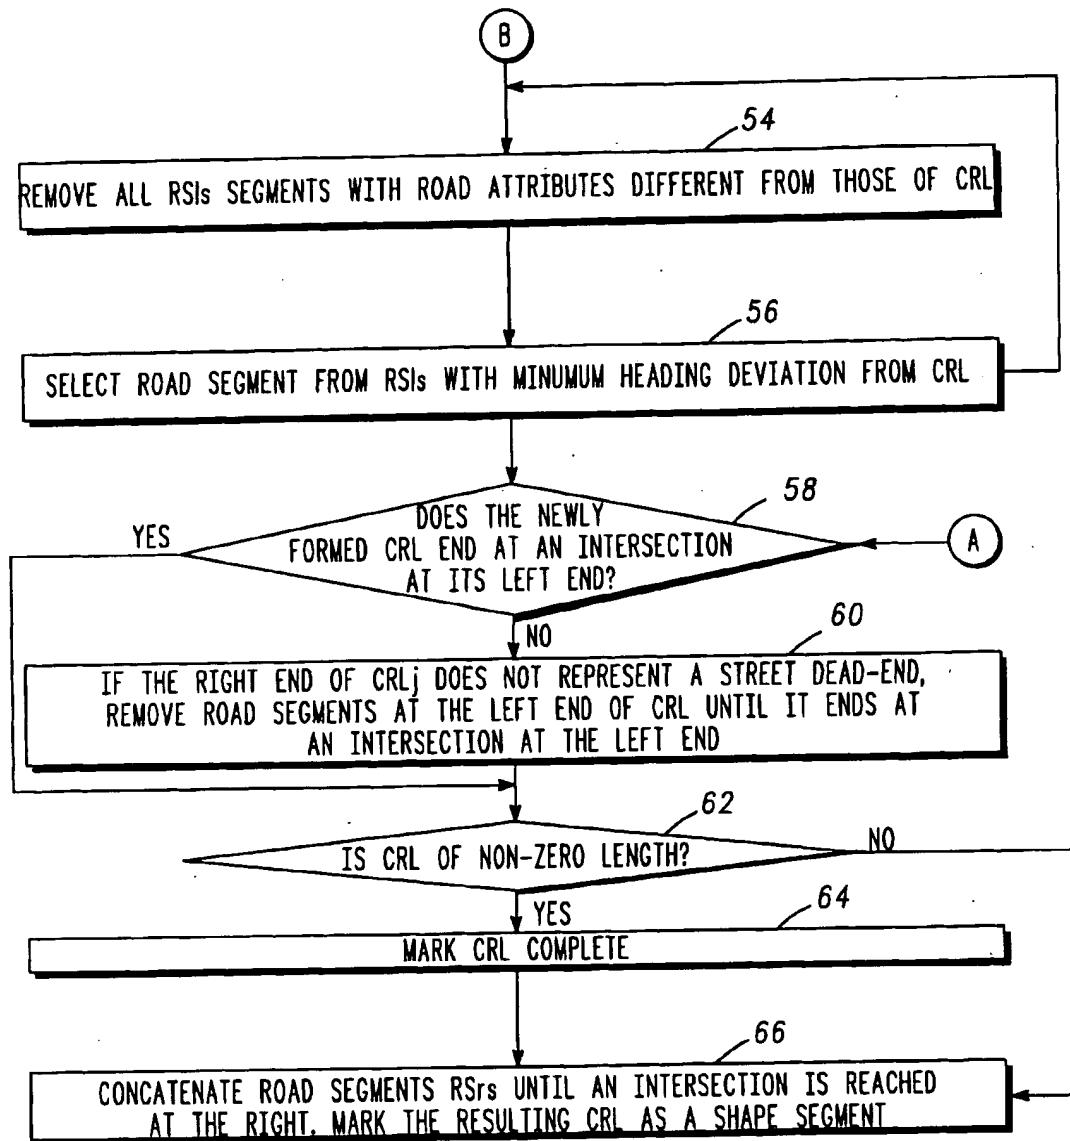 B
54
REMOVE ALL RSIs SEGMENTS WITH ROAD ATTRIBUTES DIFFERENT FROM THOSE OF CRL
56
SELECT ROAD SEGMENT FROM RSIs WITH MINUMUM HEADING DEVIATION FROM CRL
58
YES
DOES THE NEWLY
FORMED CRL END AT AN INTERSECTION
AT ITS LEFT END?
A
NO
60
IF THE RIGHT END OF CRLj DOES NOT REPRESENT A STREET DEAD-END,
REMOVE ROAD SEGMENTS AT THE LEFT END OF CRL UNTIL IT ENDS AT
AN INTERSECTION AT THE LEFT END
62
IS CRL OF NON-ZERO LENGTH?
NO
YES
64
MARK CRL COMPLETE
66
CONCATENATE ROAD SEGMENTS RSrs UNTIL AN INTERSECTION IS REACHED
AT THE RIGHT. MARK THE RESULTING CRL AS A SHAPE SEGMENT